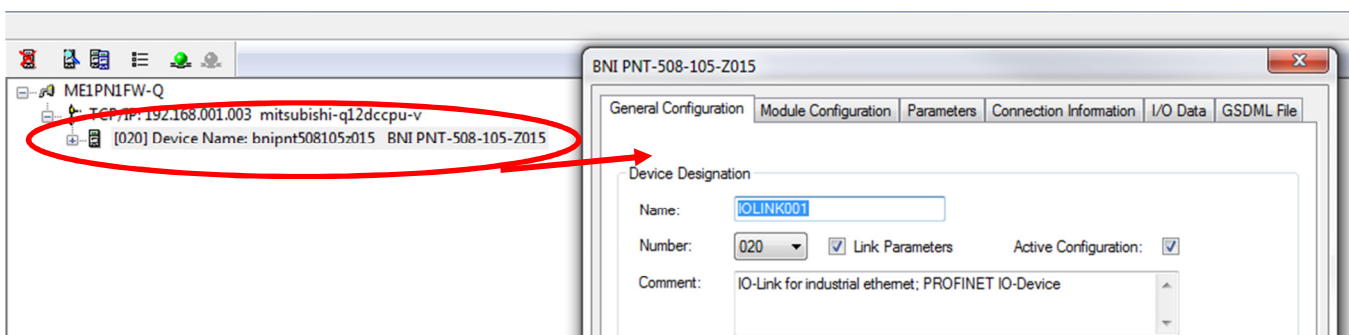 ME1PN1FW-Q
TCP/IP: 192.168.001.003 mitsubishi-q12dccpu-v
[020] Device Name: bnipnt508105z015 BNI PNT-508-105-Z015
BNI PNT-508-105-Z015
General Configuration Module Configuration Parameters Connection Information I/O Data GSDML File
Device Designation
Name: IOLINK001
Number: 020 Link Parameters Active Configuration:
Comment: IO-Link for industrial ethernet; PROFINET IO-Device